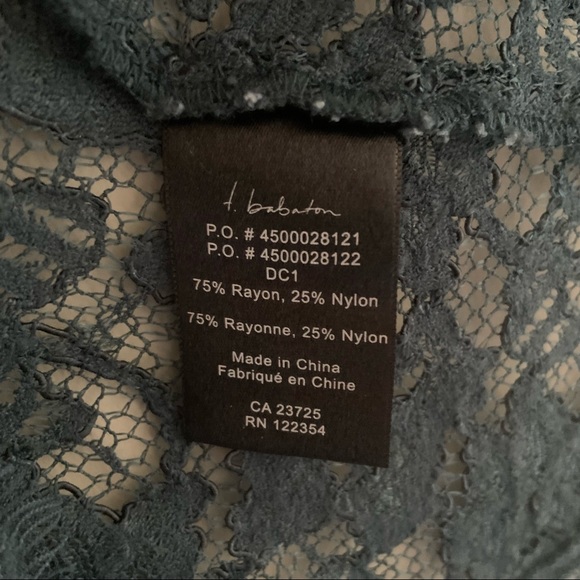 t. babaton
P.O. # 4500028121
P.O. # 4500028122
DC1
75% Rayon, 25% Nylon
75% Rayonne, 25% Nylon
Made in China
Fabriqué en Chine
CA 23725
RN 122354